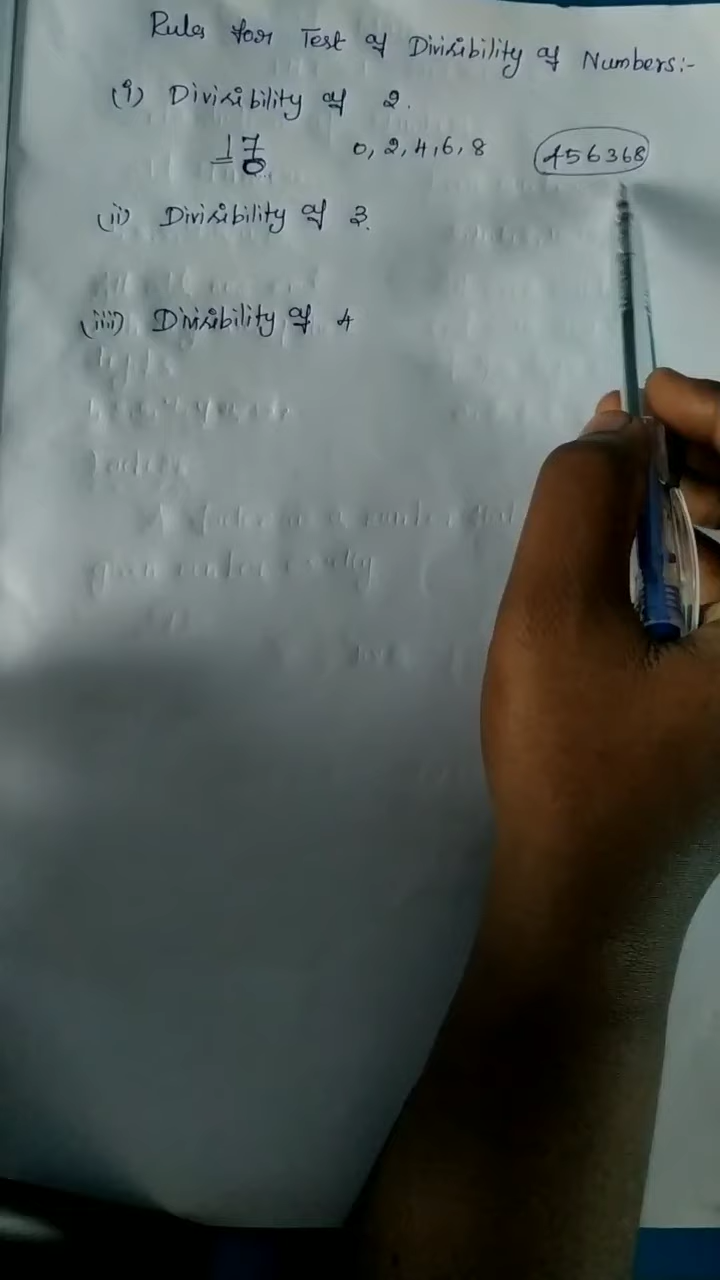 Rules for Test of Divisibility of Numbers:-
(i) Divisibility of 2.
17 0, 2, 4, 6, 8 456368
(ii) Divisibility of 3.
(iii) Divisibility of 4